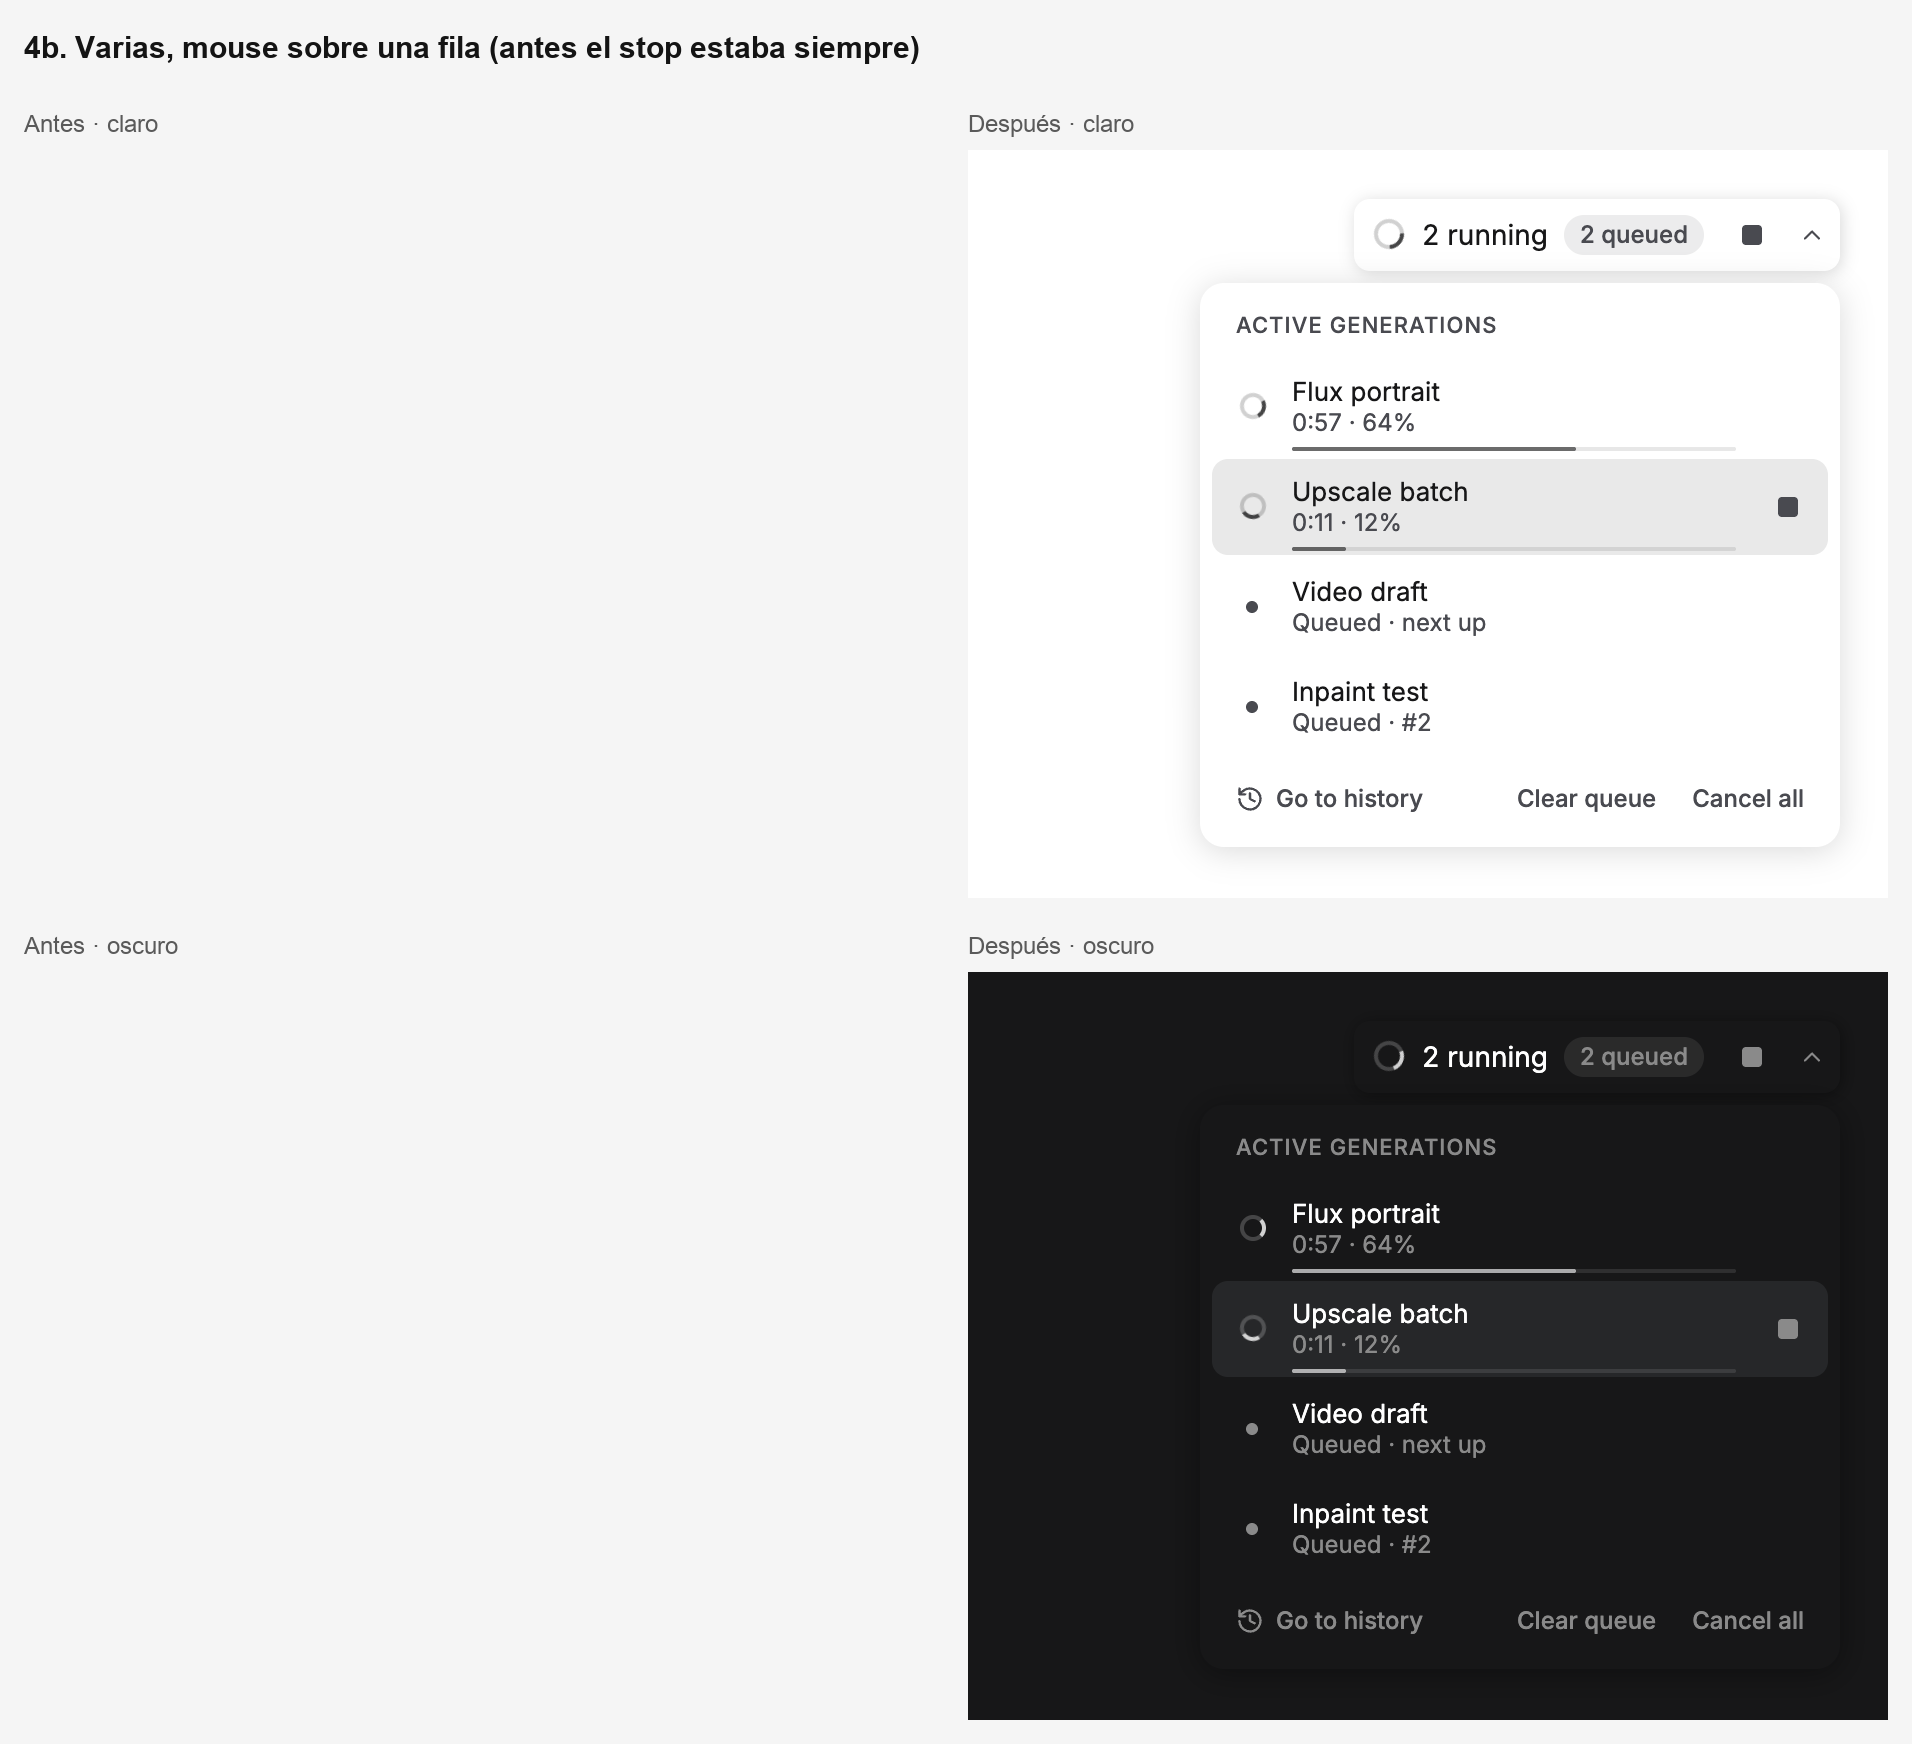 4b. Varias, mouse sobre una fila (antes el stop estaba siempre)
Antes · claro
Después · claro
2 running 2 queued
ACTIVE GENERATIONS
Flux portrait
0:57 · 64%
Upscale batch
0:11 · 12%
Video draft
Queued · next up
Inpaint test
Queued · #2
Go to history Clear queue Cancel all
Antes · oscuro
Después · oscuro
2 running 2 queued
ACTIVE GENERATIONS
Flux portrait
0:57 · 64%
Upscale batch
0:11 · 12%
Video draft
Queued · next up
Inpaint test
Queued · #2
Go to history Clear queue Cancel all